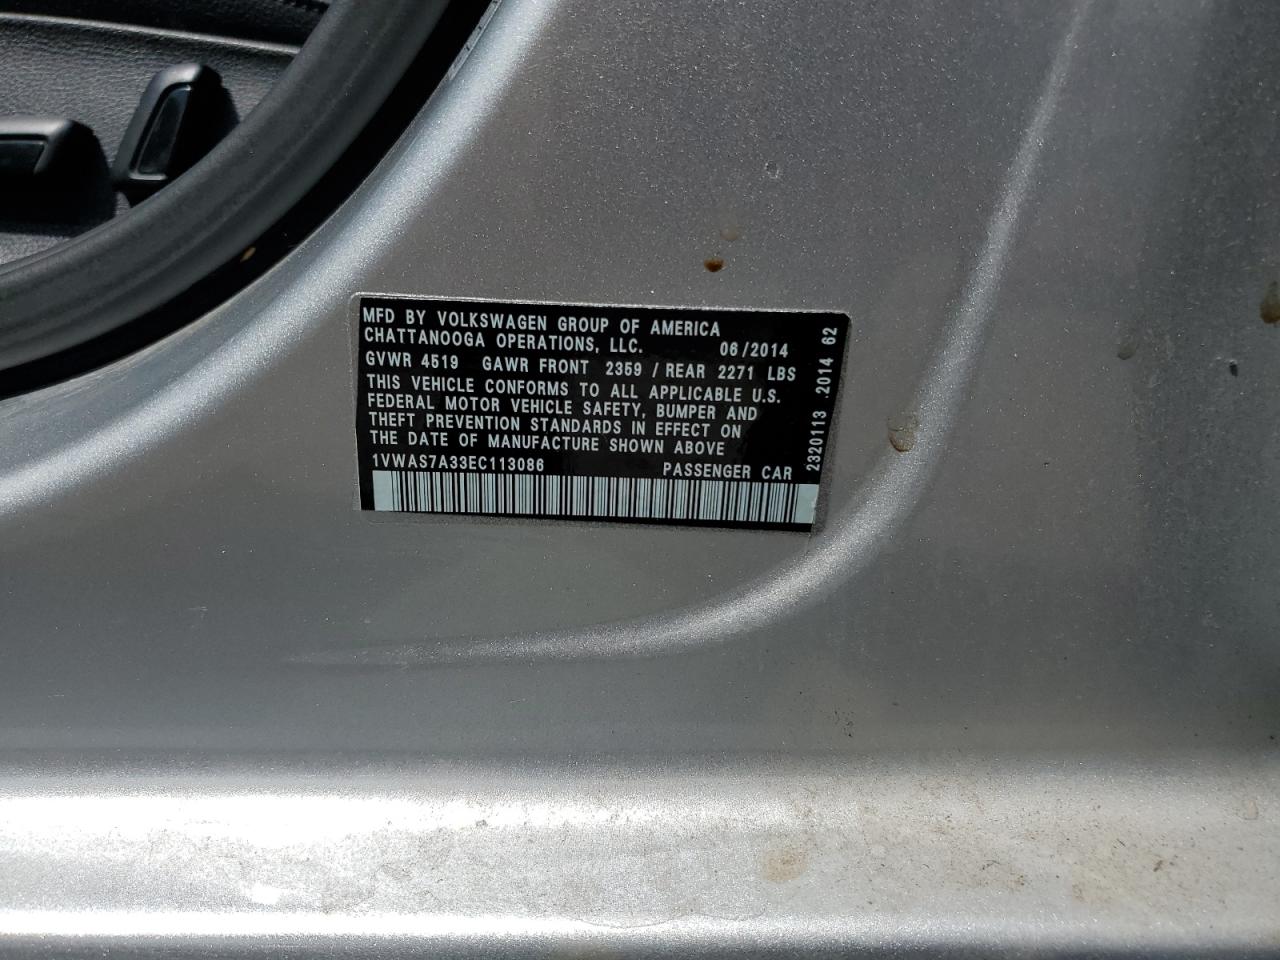 MFD BY VOLKSWAGEN GROUP OF AMERICA
CHATTANOOGA OPERATIONS, LLC. 06/2014
GVWR 4519 GAWR FRONT 2359 / REAR 2271 LBS
THIS VEHICLE CONFORMS TO ALL APPLICABLE U.S.
FEDERAL MOTOR VEHICLE SAFETY, BUMPER AND
THEFT PREVENTION STANDARDS IN EFFECT ON
THE DATE OF MANUFACTURE SHOWN ABOVE
1VWAS7A33EC113086 PASSENGER CAR
2320113 .2014 62